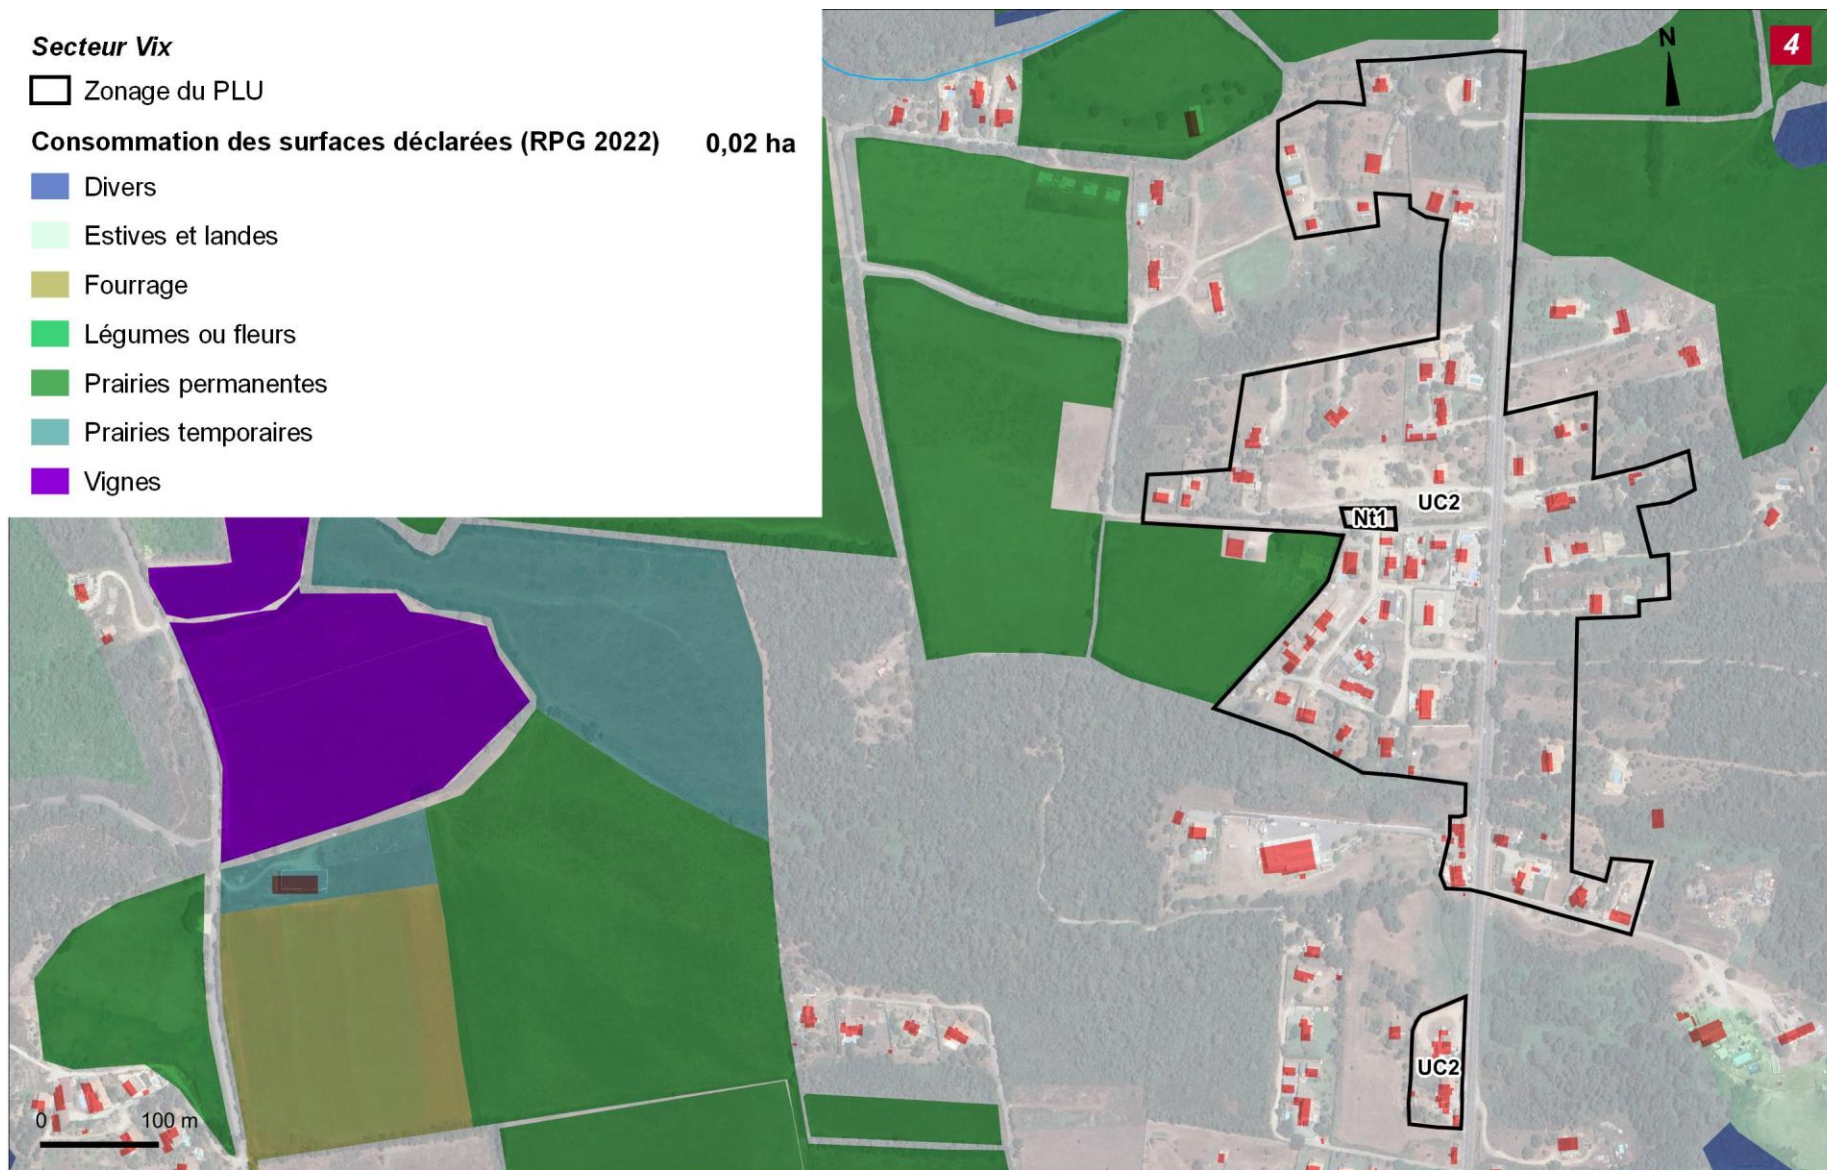 Secteur Vix
Zonage du PLU
Consommation des surfaces déclarées (RPG 2022) 0,02 ha
Divers
Estives et landes
Fourrage
Légumes ou fleurs
Prairies permanentes
Prairies temporaires
Vignes
N
4
UC2
Nt1
UC2
0 100 m